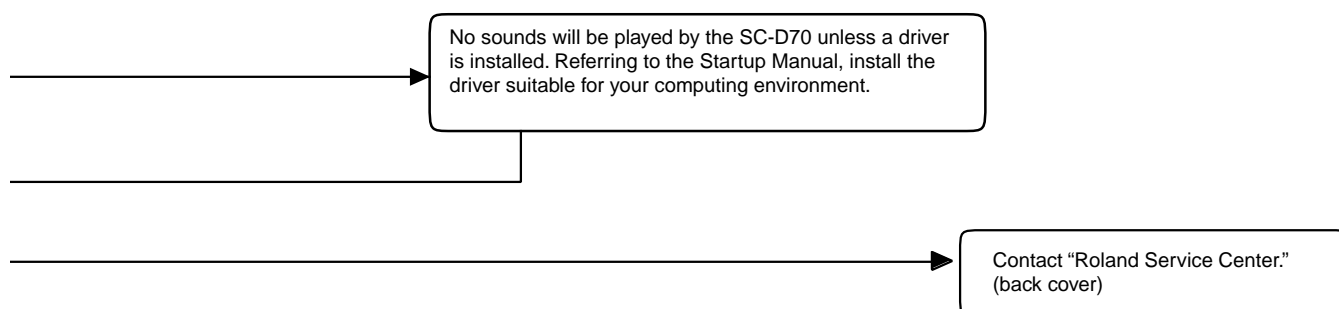 No sounds will be played by the SC-D70 unless a driver
is installed. Referring to the Startup Manual, install the
driver suitable for your computing environment.
Contact “Roland Service Center.”
(back cover)